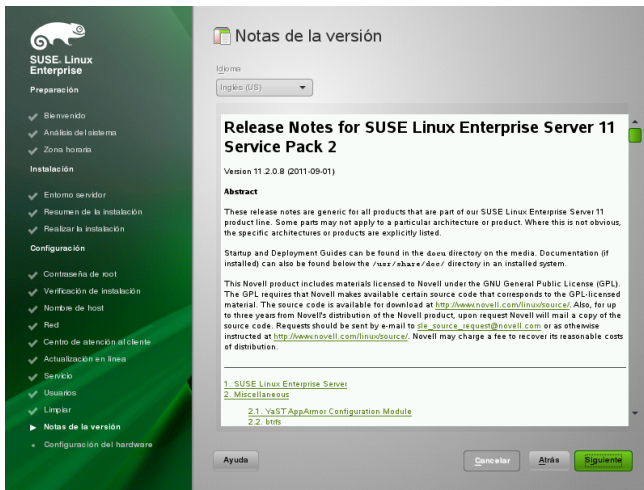 SUSE. Linux
Enterprise
Preparación
Bienvenido
Análisis del sistema
Zona horaria
Instalación
Entorno servidor
Resumen de la instalación
Realizar la instalación
Configuración
Contraseña de root
Verificación de instalación
Nombre de host
Red
Centro de atención al cliente
Actualización en línea
Servicio
Usuarios
Limpiar
Notas de la versión
Configuración del hardware
Notas de la versión
Idioma
Inglés (US)
Release Notes for SUSE Linux Enterprise Server 11
Service Pack 2
Version 11.2.0.8 (2011-09-01)
Abstract
These release notes are generic for all products that are part of our SUSE Linux Enterprise Server 11
product line. Some parts may not apply to a particular architecture or product. Where this is not obvious,
the specific architectures or products are explicitly listed.
Startup and Deployment Guides can be found in the docu directory on the media. Documentation (if
installed) can also be found below the /usr/share/doc/ directory in an installed system.
This Novell product includes materials licensed to Novell under the GNU General Public License (GPL).
The GPL requires that Novell makes available certain source code that corresponds to the GPL-licensed
material. The source code is available for download at http://www.novell.com/linux/source/. Also, for up
to three years from Novell's distribution of the Novell product, upon request Novell will mail a copy of the
source code. Requests should be sent by e-mail to sle_source_request@novell.com or as otherwise
instructed at http://www.novell.com/linux/source/. Novell may charge a fee to recover its reasonable costs
of distribution.
1. SUSE Linux Enterprise Server
2. Miscellaneous
2.1. YaST AppArmor Configuration Module
2.2. btrfs
Ayuda
Cancelar
Atrás
Siguiente